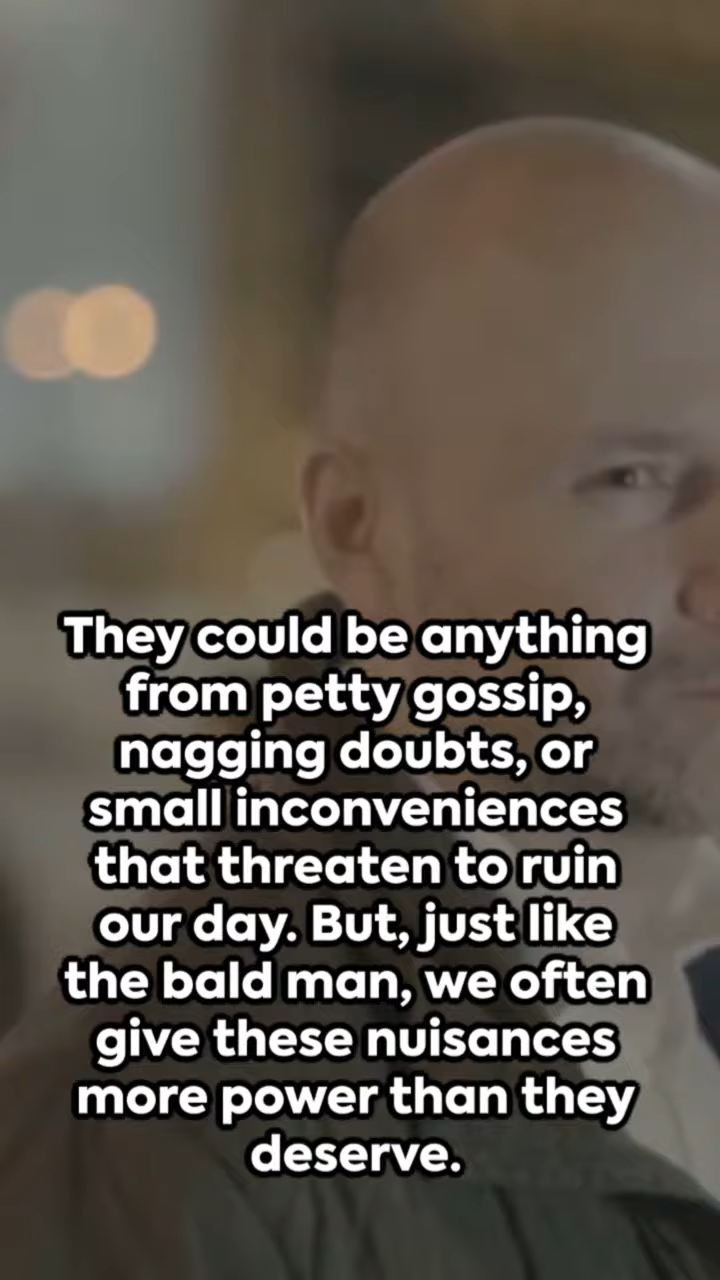 They could be anything
from petty gossip,
nagging doubts, or
small inconveniences
that threaten to ruin
our day. But, just like
the bald man, we often
give these nuisances
more power than they
deserve.